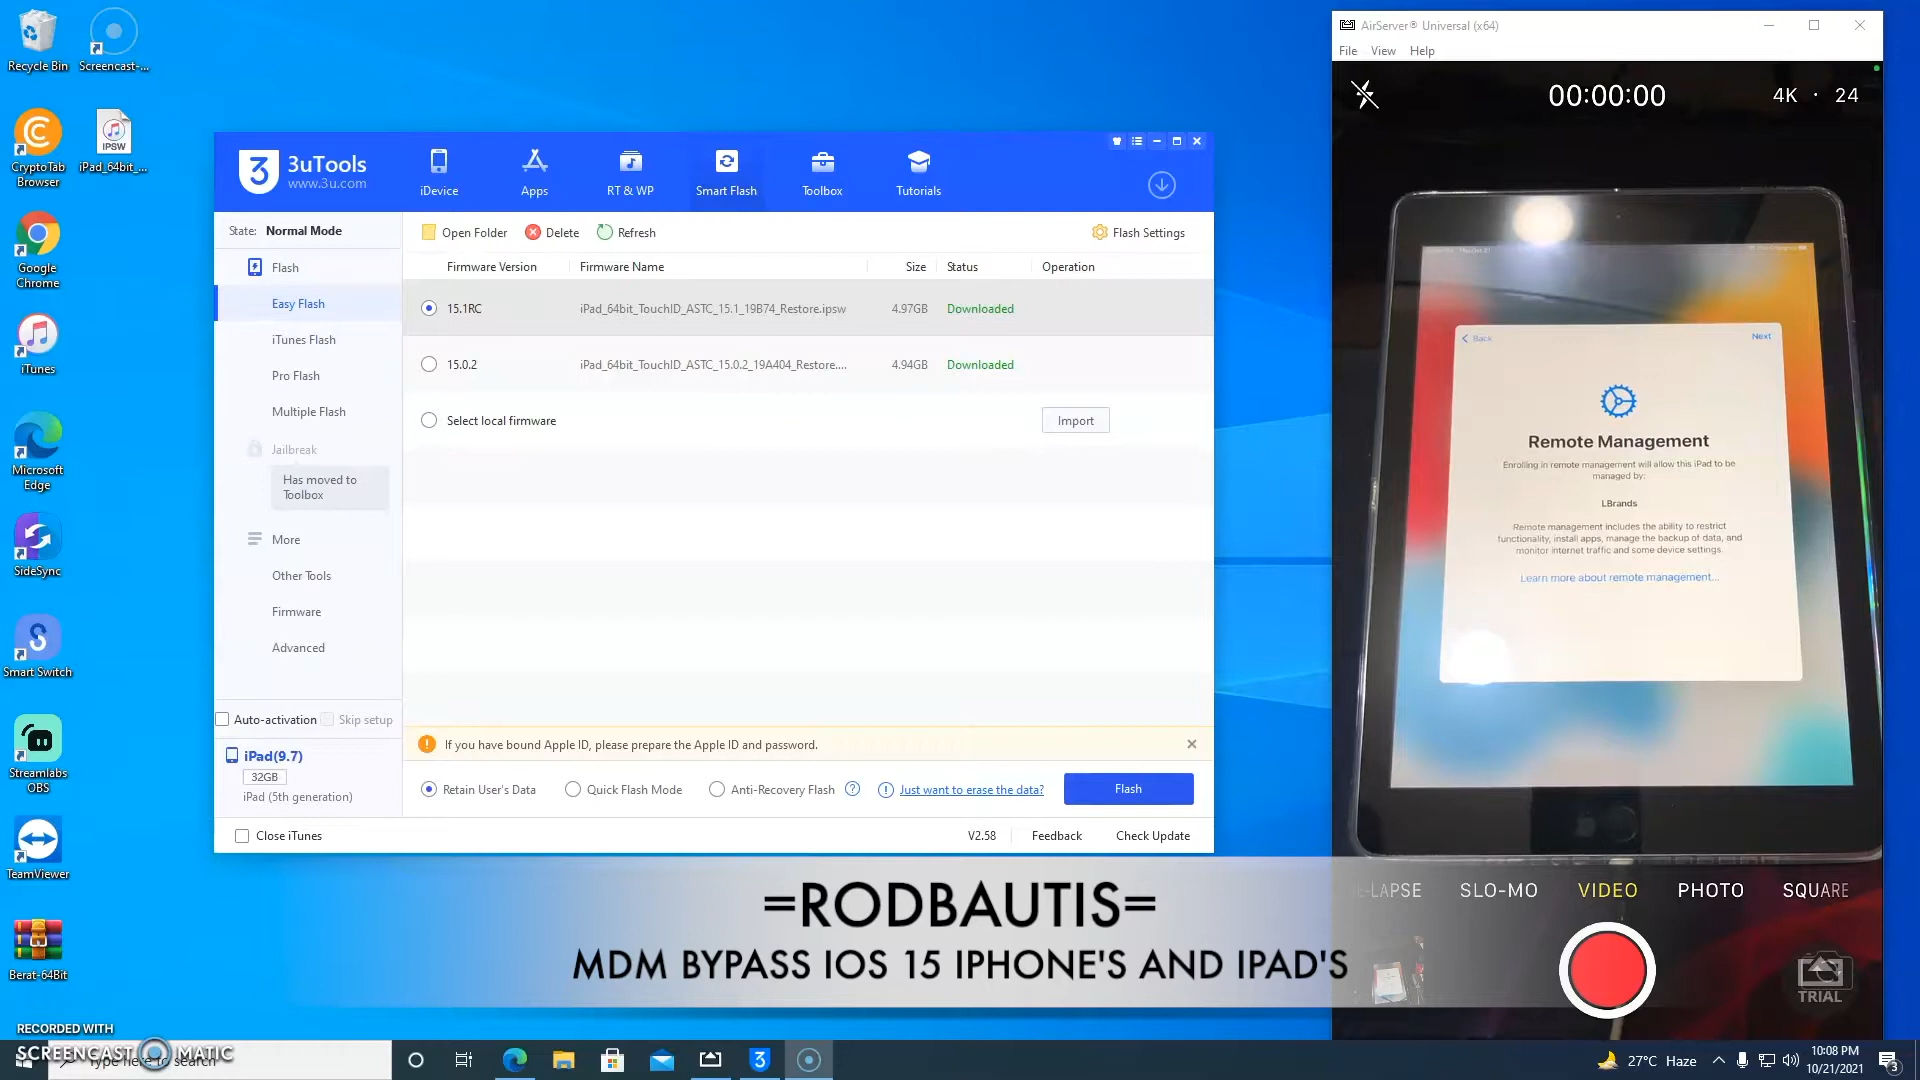 Recycle Bin
Screencast-...
CryptoTab
Browser
IPSW
iPad_64bit_...
Google
Chrome
iTunes
Microsoft
Edge
SideSync
Smart Switch
Streamlabs
OBS
TeamViewer
Berat-64Bit
RECORDED WITH
SCREENCAST MATIC
Type here to search
3uTools
www.3u.com
iDevice
Apps
RT & WP
Smart Flash
Toolbox
Tutorials
State: Normal Mode
Flash
Easy Flash
iTunes Flash
Pro Flash
Multiple Flash
Jailbreak
Has moved to
Toolbox
More
Other Tools
Firmware
Advanced
Auto-activation Skip setup
iPad(9.7)
32GB
iPad (5th generation)
Close iTunes
Open Folder Delete Refresh Flash Settings
Firmware Version Firmware Name Size Status Operation
15.1RC iPad_64bit_TouchID_ASTC_15.1_19B74_Restore.ipsw 4.97GB Downloaded
15.0.2 iPad_64bit_TouchID_ASTC_15.0.2_19A404_Restore.... 4.94GB Downloaded
Select local firmware Import
If you have bound Apple ID, please prepare the Apple ID and password.
Retain User's Data Quick Flash Mode Anti-Recovery Flash Just want to erase the data? Flash
V2.58 Feedback Check Update
=RODBAUTIS=
MDM BYPASS IOS 15 IPHONE'S AND IPAD'S
AirServer® Universal (x64)
File View Help
00:00:00
4K · 24
Back Next
Remote Management
Enrolling in remote management will allow this iPad to be
managed by:
LBrands
Remote management includes the ability to restrict
functionality, install apps, manage the backup of data, and
monitor internet traffic and some device settings.
Learn more about remote management...
E-LAPSE SLO-MO VIDEO PHOTO SQUARE
TRIAL
27°C Haze
10:08 PM
10/21/2021
3